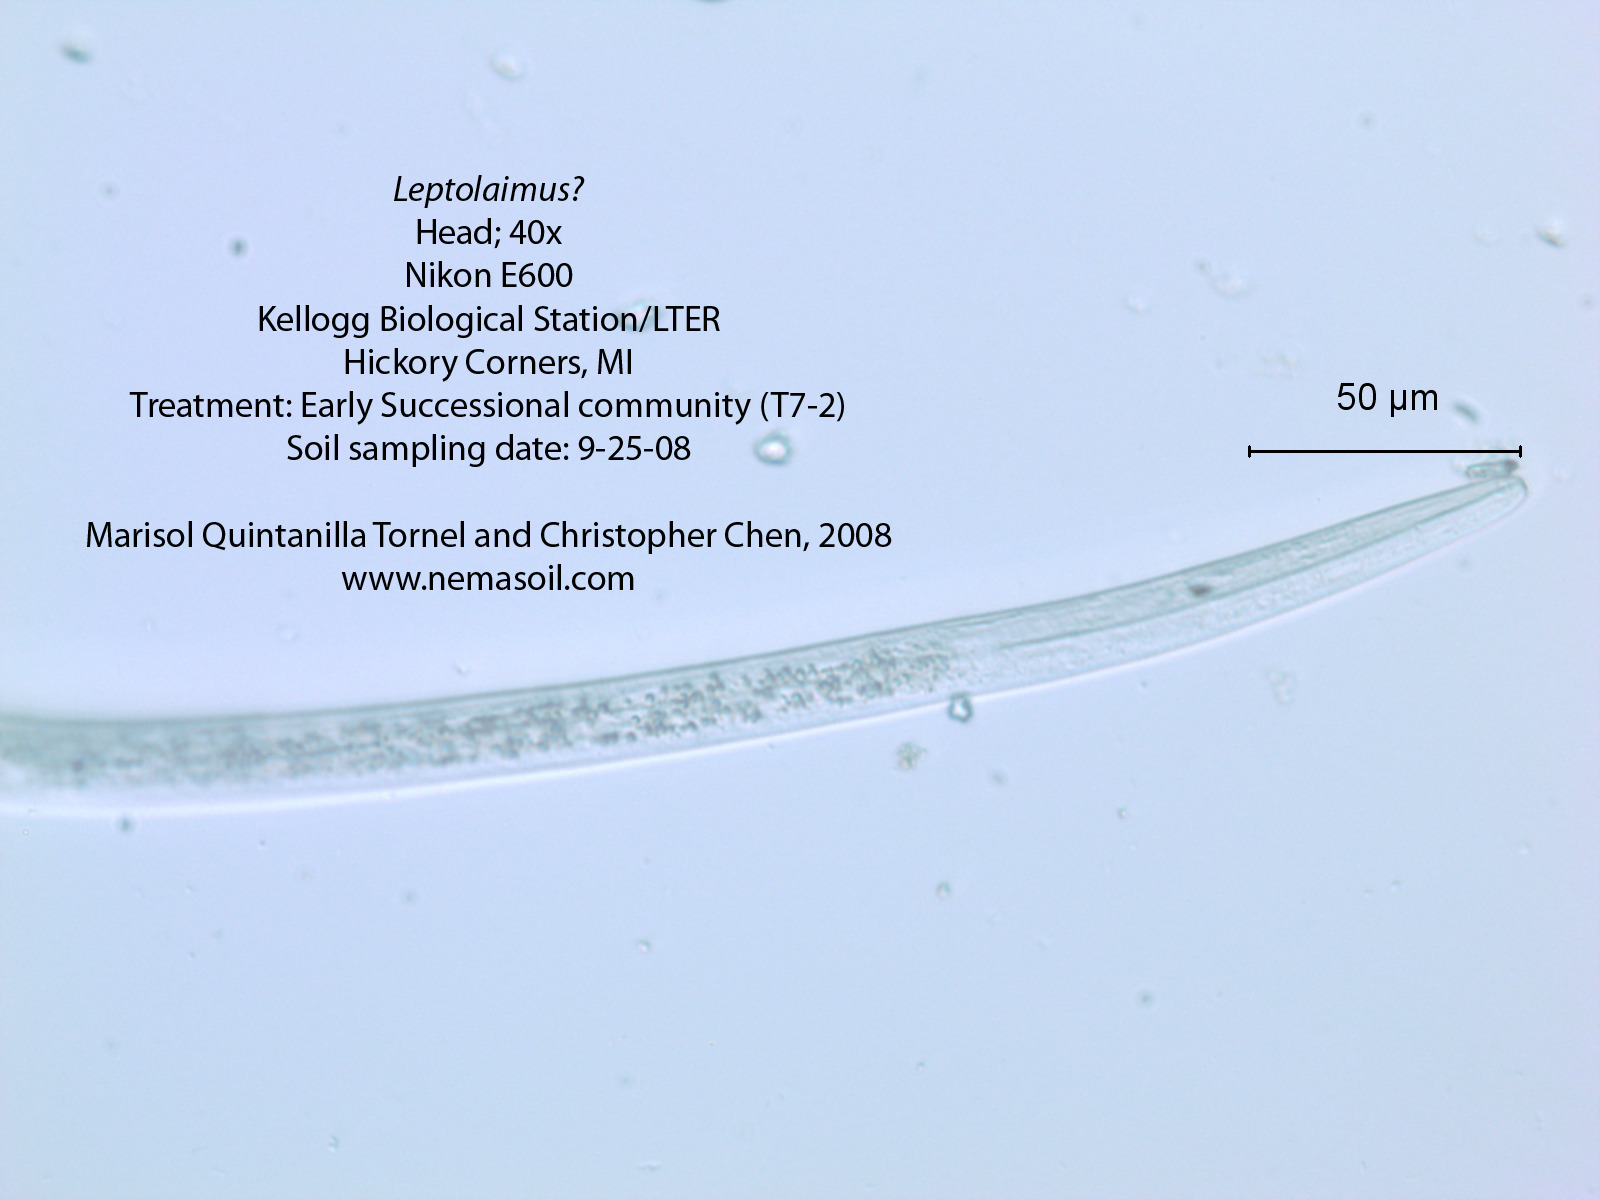 Leptolaimus?
Head; 40x
Nikon E600
Kellogg Biological Station/LTER
Hickory Corners, MI
Treatment: Early Successional community (T7-2)
Soil sampling date: 9-25-08
Marisol Quintanilla Tornel and Christopher Chen, 2008
www.nemasoil.com
50 µm